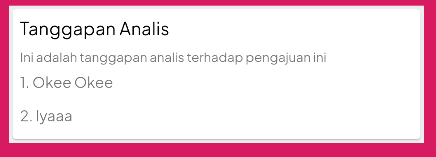 Tanggapan Analis
Ini adalah tanggapan analis terhadap pengajuan ini
1. Okee Okee
2. Iyaaa